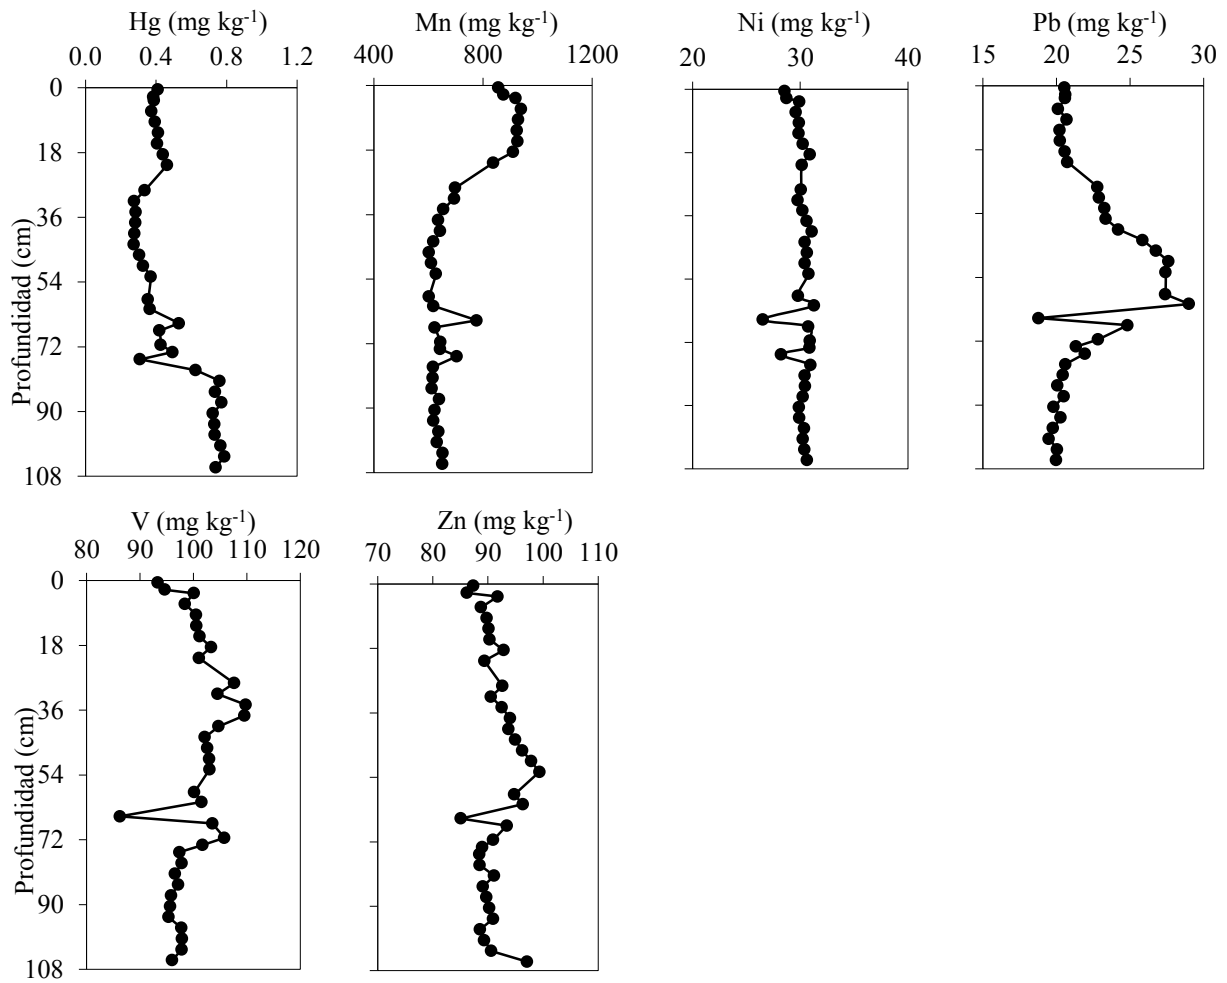 Hg (mg kg-1)
Mn (mg kg-1)
Ni (mg kg-1)
Pb (mg kg-1)
0.0 0.4 0.8 1.2
400 800 1200
20 30 40
15 20 25 30
0
18
36
54
72
90
108
Profundidad (cm)
V (mg kg-1)
Zn (mg kg-1)
80 90 100 110 120
70 80 90 100 110
0
18
36
54
72
90
108
Profundidad (cm)